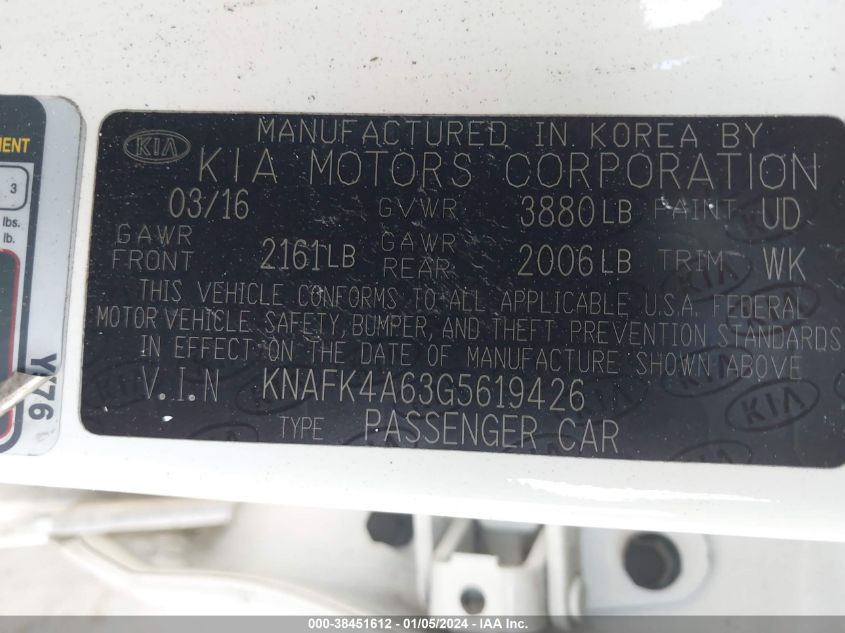 MANUFACTURED IN KOREA BY
KIA KIA MOTORS CORPORATION
03/16 GVWR 3880LB PAINT UD
GAWR FRONT 2161LB GAWR REAR 2006LB TRIM WK
THIS VEHICLE CONFORMS TO ALL APPLICABLE U.S.A. FEDERAL
MOTOR VEHICLE SAFETY, BUMPER, AND THEFT PREVENTION STANDARDS
IN EFFECT ON THE DATE OF MANUFACTURE SHOWN ABOVE
V.I.N KNAFK4A63G5619426
TYPE PASSENGER CAR
3
lbs.
lb.
000-38451612 - 01/05/2024 - IAA Inc.